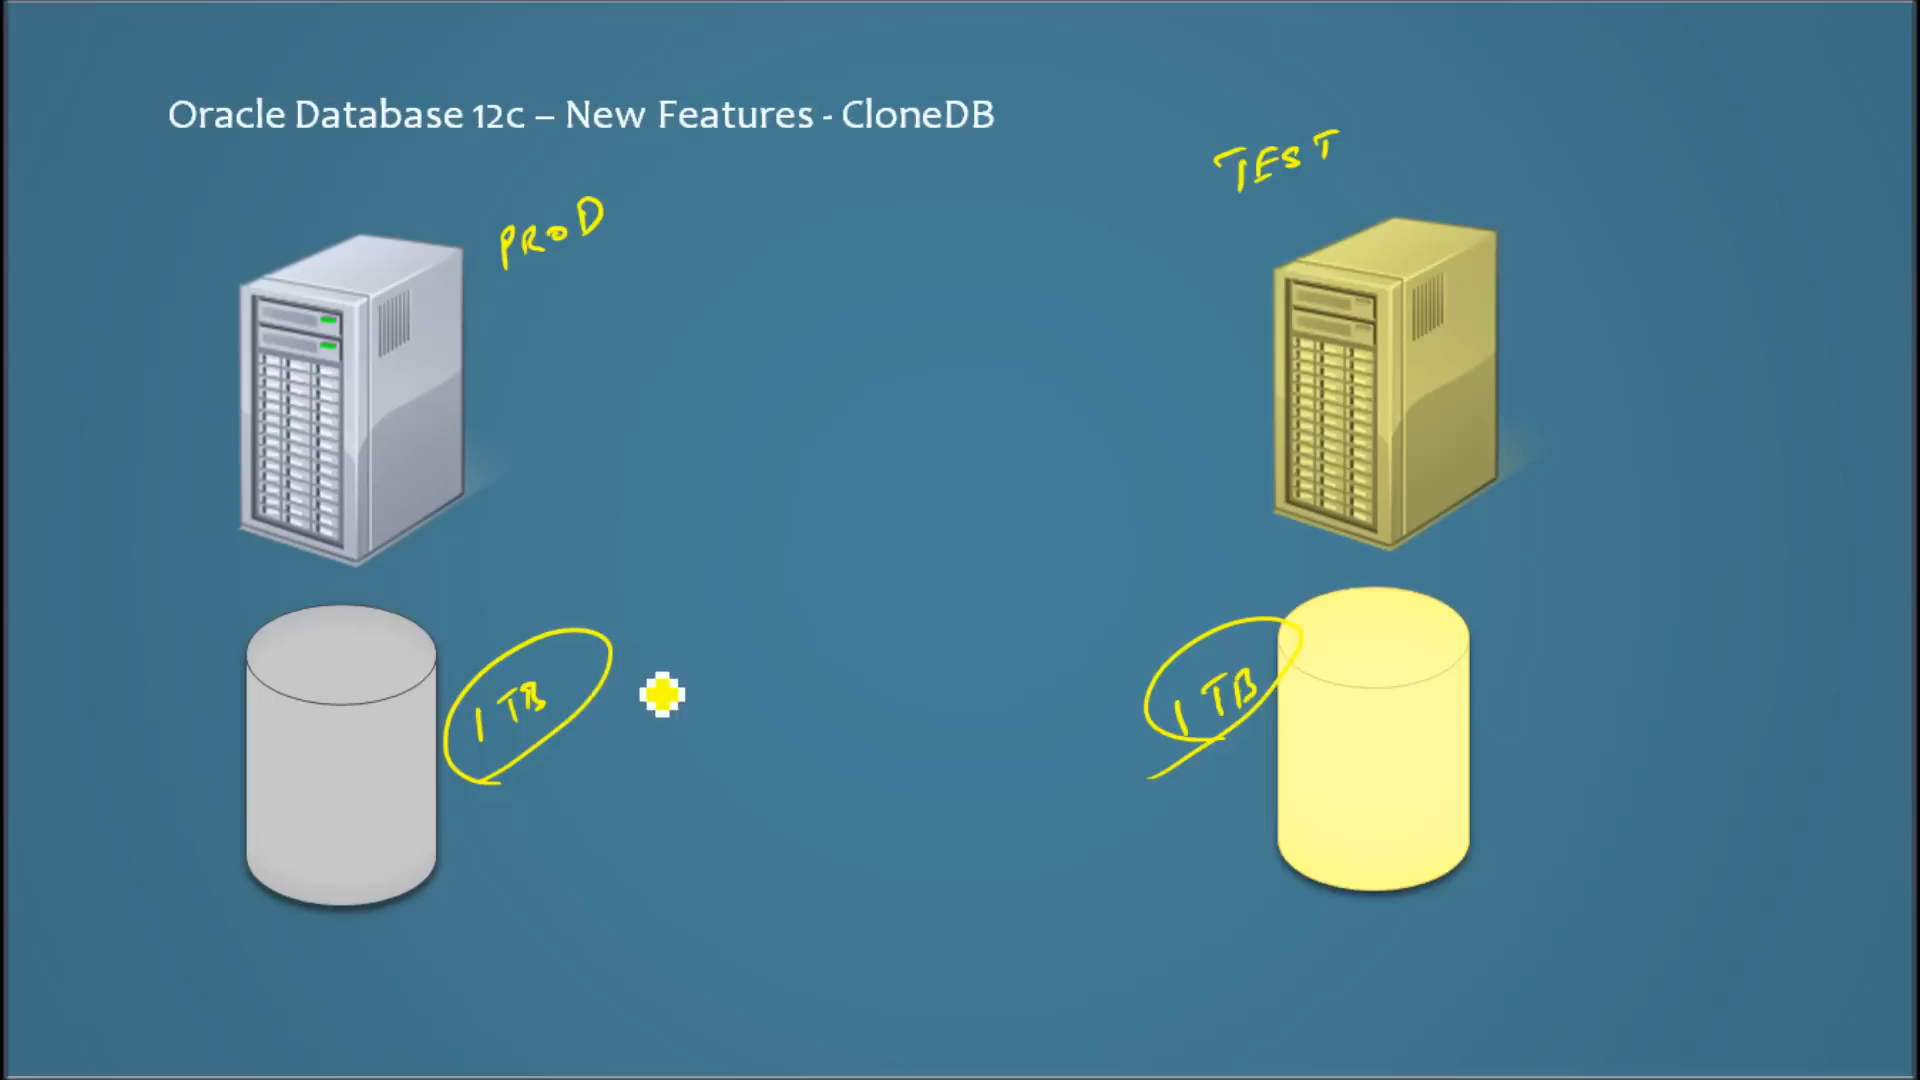 Oracle Database 12c – New Features - CloneDB
TEST
PROD
1 TB
1 TB